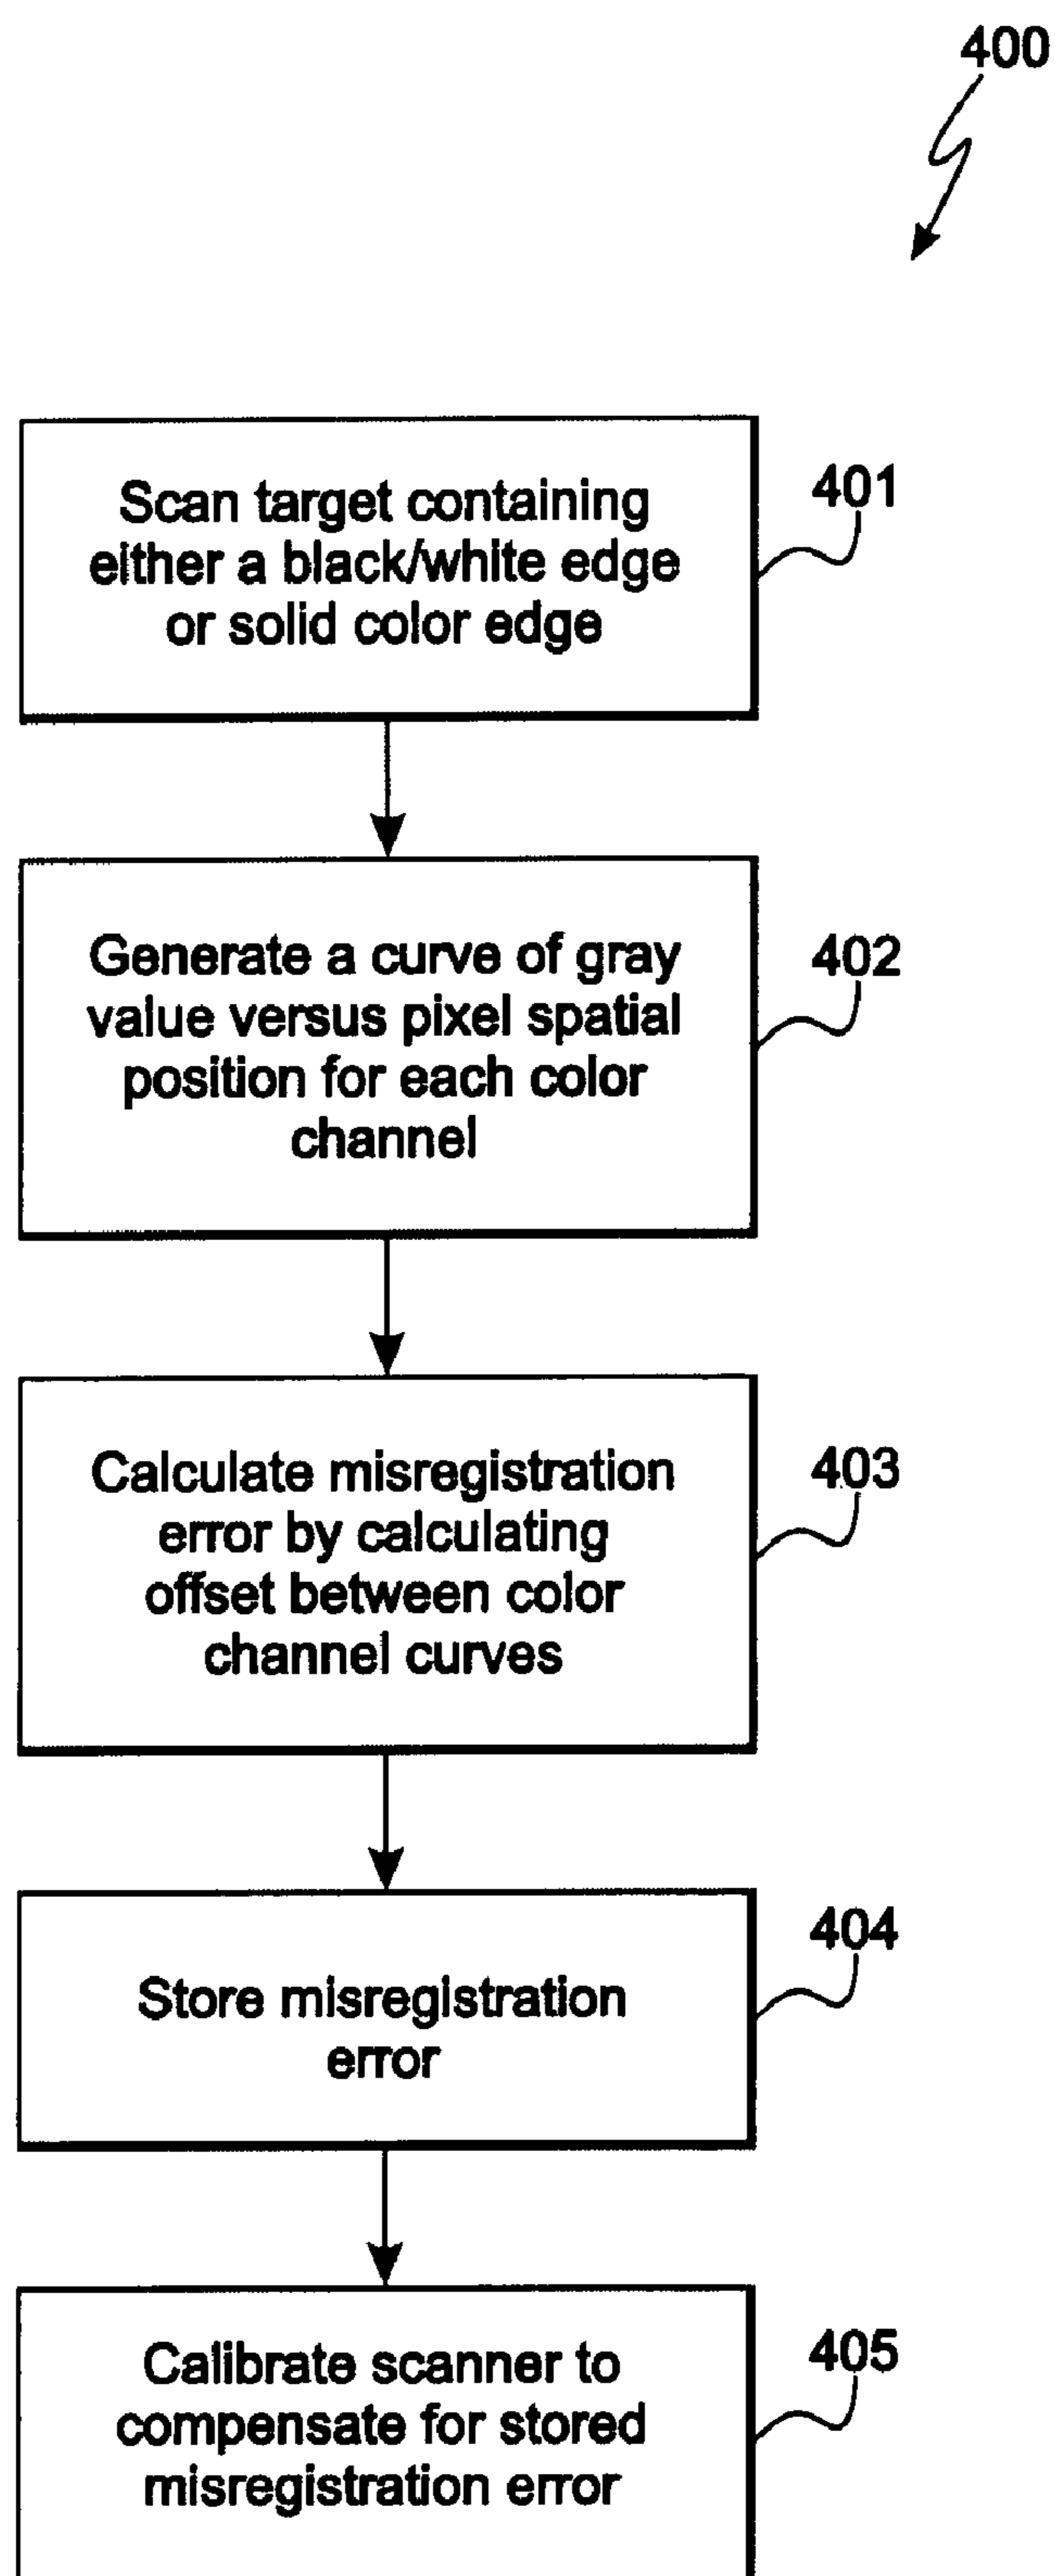 400
Scan target containing
either a black/white edge
or solid color edge
401
Generate a curve of gray
value versus pixel spatial
position for each color
channel
402
Calculate misregistration
error by calculating
offset between color
channel curves
403
Store misregistration
error
404
Calibrate scanner to
compensate for stored
misregistration error
405